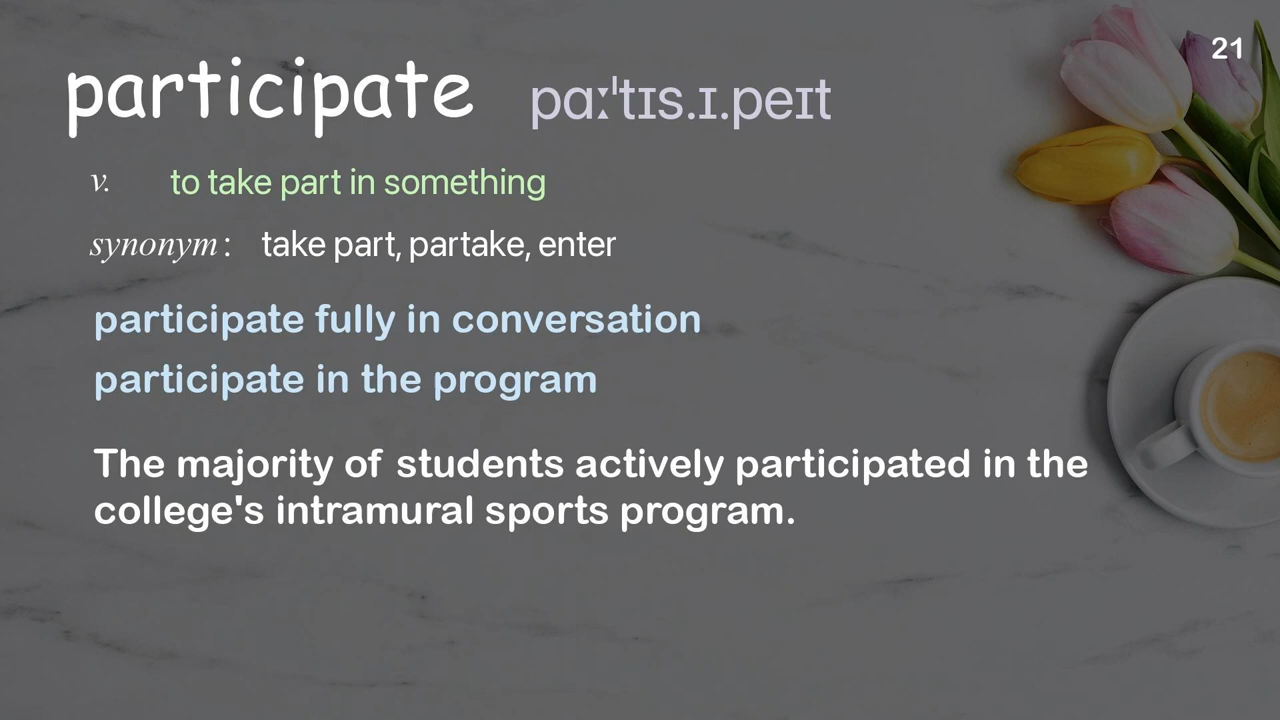 21
participate pɑːˈtɪs.ɪ.peɪt
v. to take part in something
synonym : take part, partake, enter
participate fully in conversation
participate in the program
The majority of students actively participated in the
college's intramural sports program.